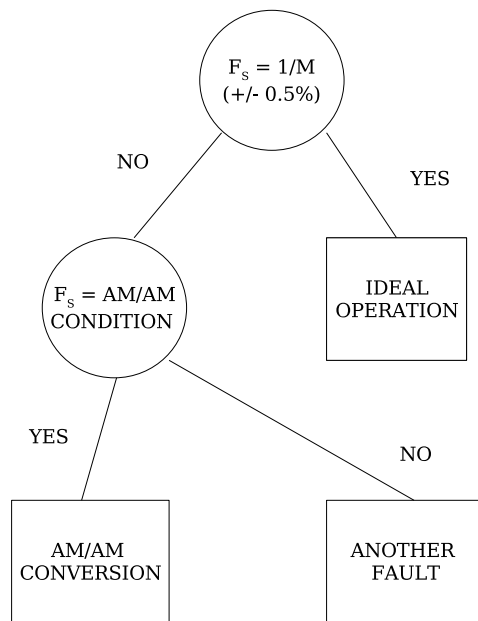 F_S = 1/M
(+/- 0.5%)
NO
YES
F_S = AM/AM
CONDITION
IDEAL
OPERATION
YES
NO
AM/AM
CONVERSION
ANOTHER
FAULT